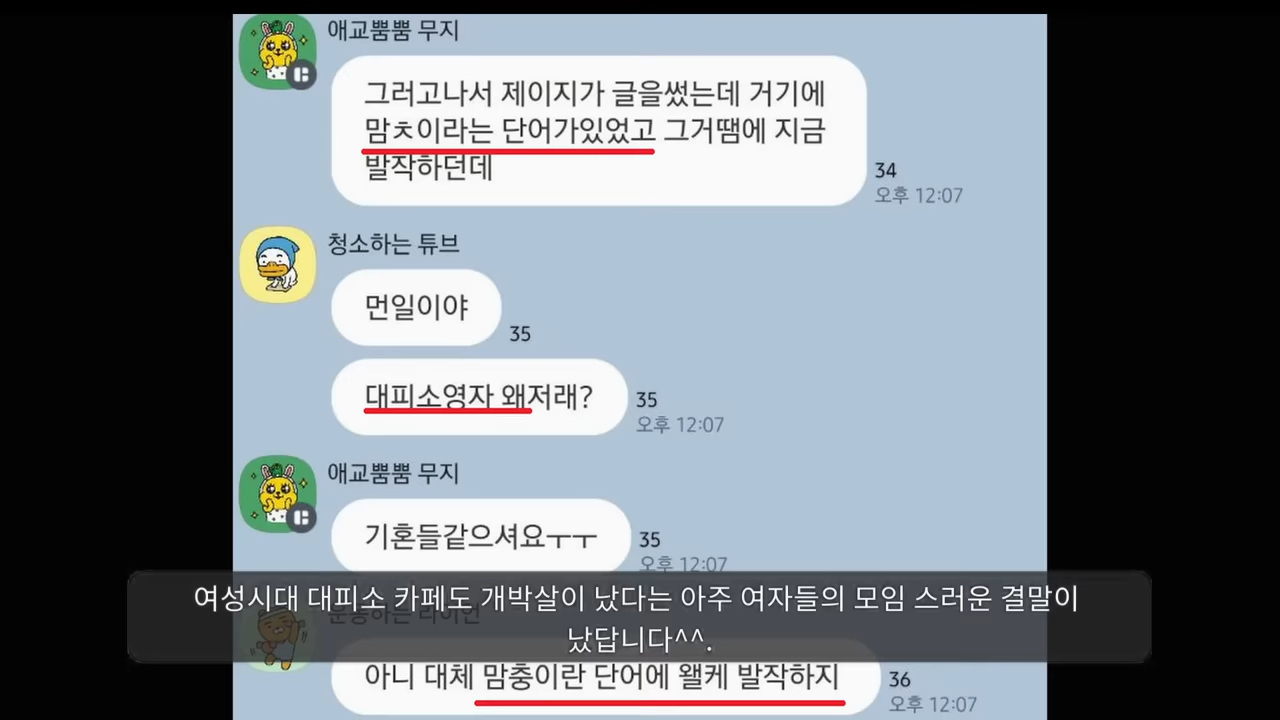 애교뿜뿜 무지
그러고나서 제이지가 글을썼는데 거기에
맘ㅊ이라는 단어가있었고 그거땜에 지금
발작하던데
34
오후 12:07
청소하는 튜브
먼일이야
35
대피소영자 왜저래?
35
오후 12:07
애교뿜뿜 무지
기혼들같으셔요ㅜㅜ
35
오후 12:07
운동하는 라이언
여성시대 대피소 카페도 개박살이 났다는 아주 여자들의 모임 스러운 결말이
났답니다^^.
아니 대체 맘충이란 단어에 왤케 발작하지
36
오후 12:07